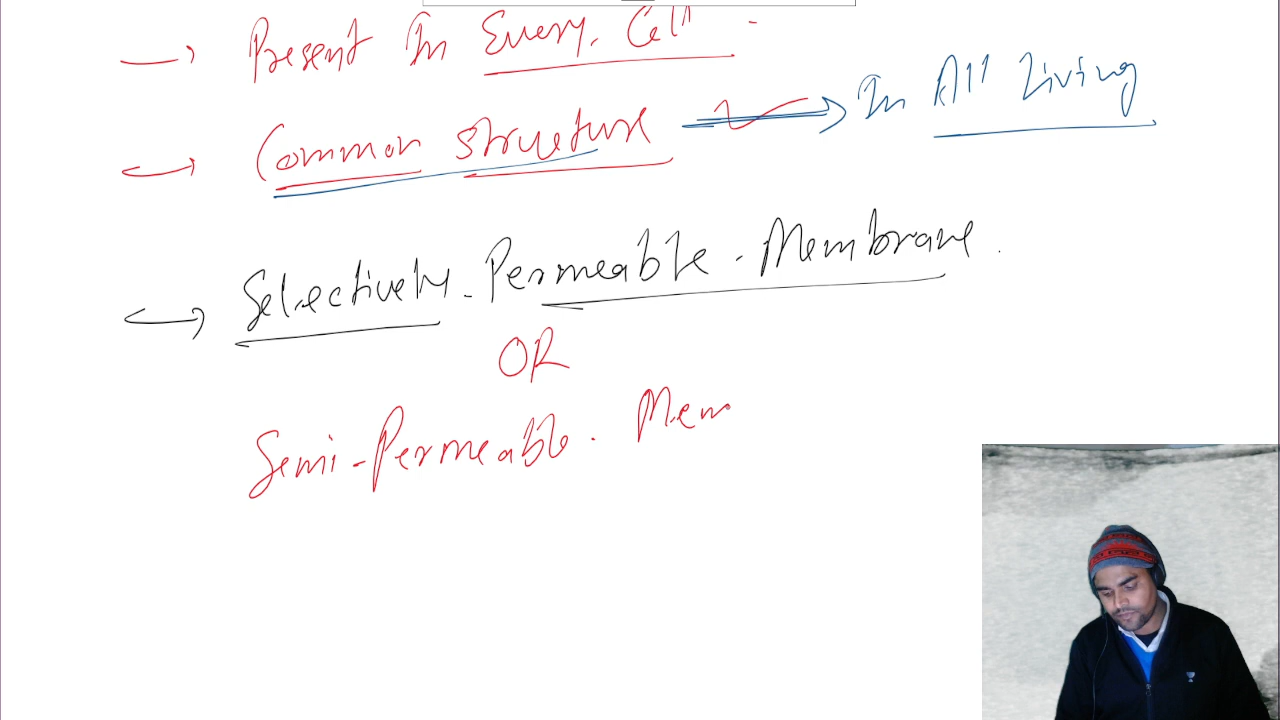 → Present In Every Cell
→ Common Structure ⇒ In All Living
→ Selectively Permeable Membrane
OR
Semi-Permeable Mem